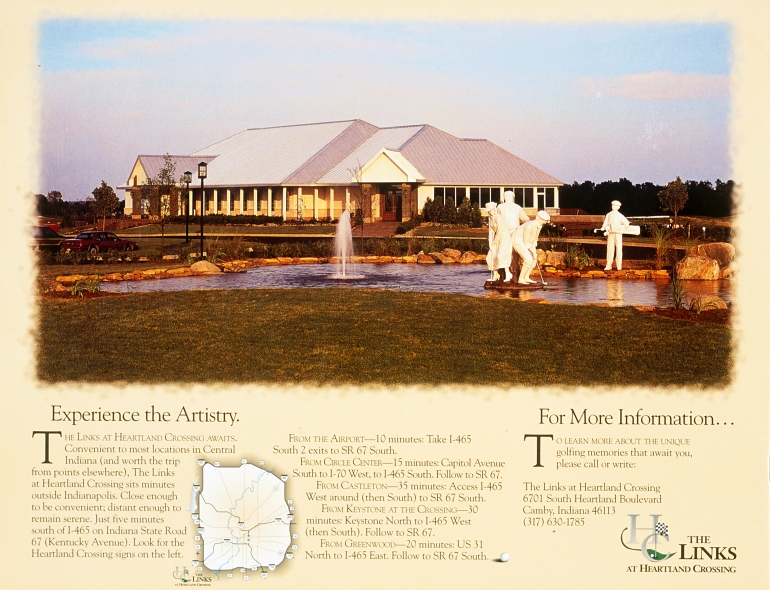 Experience the Artistry.
THE LINKS AT HEARTLAND CROSSING AWAITS.
Convenient to most locations in Central
Indiana (and worth the trip
from points elsewhere), The Links
at Heartland Crossing sits minutes
outside Indianapolis. Close enough
to be convenient; distant enough to
remain serene. Just five minutes
south of I-465 on Indiana State Road
67 (Kentucky Avenue). Look for the
Heartland Crossing signs on the left.
THE
LINKS
AT HEARTLAND CROSSING
FROM THE AIRPORT—10 minutes: Take I-465
South 2 exits to SR 67 South.
FROM CIRCLE CENTER—15 minutes: Capitol Avenue
South to I-70 West, to I-465 South. Follow to SR 67.
FROM CASTLETON—35 minutes: Access I-465
West around (then South) to SR 67 South.
FROM KEYSTONE AT THE CROSSING—30
minutes: Keystone North to I-465 West
(then South). Follow to SR 67.
FROM GREENWOOD—20 minutes: US 31
North to I-465 East. Follow to SR 67 South.
For More Information…
TO LEARN MORE ABOUT THE UNIQUE
golfing memories that await you,
please call or write:
The Links at Heartland Crossing
6701 South Heartland Boulevard
Camby, Indiana 46113
(317) 630-1785
HC
THE
LINKS
AT HEARTLAND CROSSING